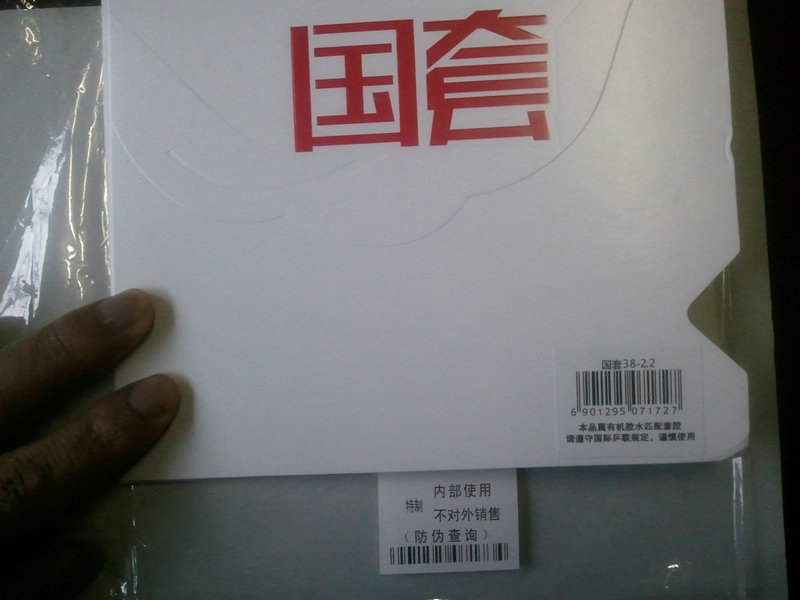 国套
国套38-2.2
6 901295 071727
本品属有机胶水匹配套胶
请遵守国际乒联规定，谨慎使用
特制 内部使用
不对外销售
（防伪查询）